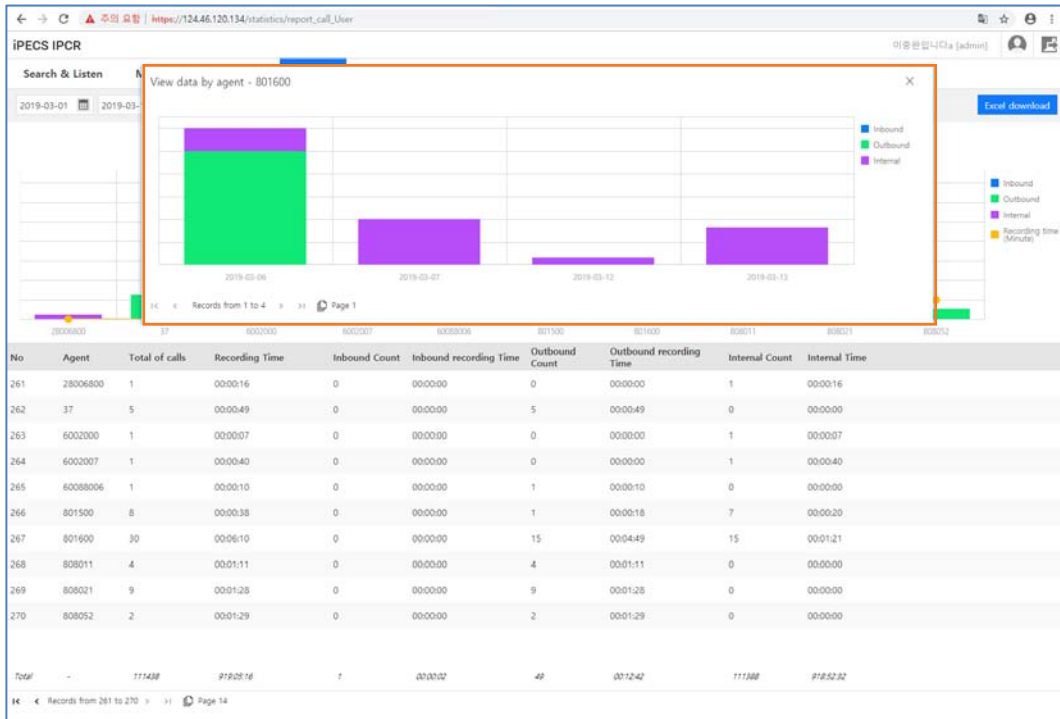 주의 요함 | https://124.46.120.134/statistics/report_call_User
iPECS IPCR
이중완입니다a [admin]
Search & Listen M
View data by agent - 801600
2019-03-01 2019-03-
Excel download
Inbound
Outbound
Internal
2019-03-06 2019-03-07 2019-03-12 2019-03-13
Records from 1 to 4 Page 1
Inbound
Outbound
Internal
Recording time
(Minute)
28006800 37 6002000 6002007 60088006 801500 801600 808011 808021 808052
No Agent Total of calls Recording Time Inbound Count Inbound recording Time Outbound Count Outbound recording Time Internal Count Internal Time
261 28006800 1 00:00:16 0 00:00:00 0 00:00:00 1 00:00:16
262 37 5 00:00:49 0 00:00:00 5 00:00:49 0 00:00:00
263 6002000 1 00:00:07 0 00:00:00 0 00:00:00 1 00:00:07
264 6002007 1 00:00:40 0 00:00:00 0 00:00:00 1 00:00:40
265 60088006 1 00:00:10 0 00:00:00 1 00:00:10 0 00:00:00
266 801500 8 00:00:38 0 00:00:00 1 00:00:18 7 00:00:20
267 801600 30 00:06:10 0 00:00:00 15 00:04:49 15 00:01:21
268 808011 4 00:01:11 0 00:00:00 4 00:01:11 0 00:00:00
269 808021 9 00:01:28 0 00:00:00 9 00:01:28 0 00:00:00
270 808052 2 00:01:29 0 00:00:00 2 00:01:29 0 00:00:00
Total - 111438 919:05:16 1 00:00:02 49 00:12:42 111388 918:52:32
Records from 261 to 270 Page 14